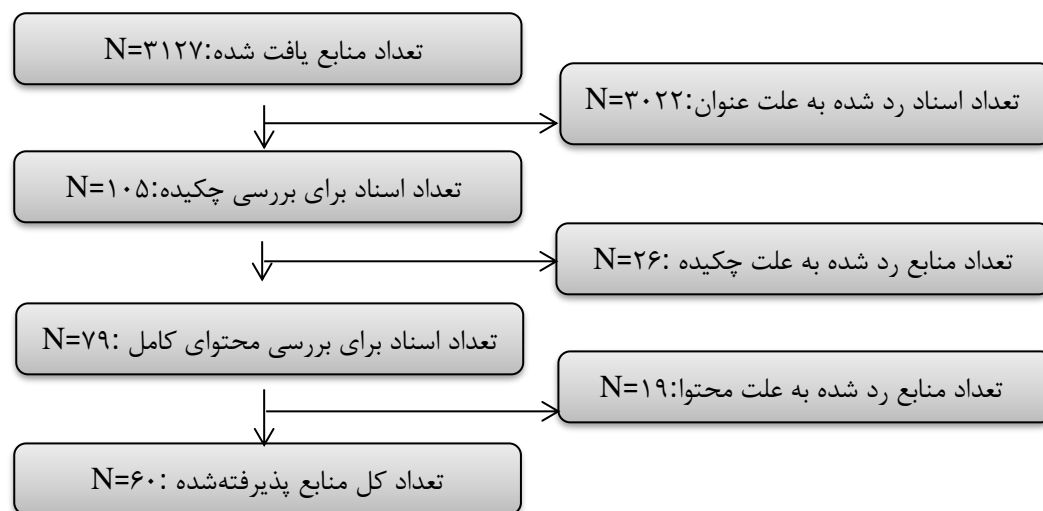 تعداد منابع یافت شده:N=۳۱۲۷
تعداد اسناد رد شده به علت عنوان:N=۳۰۲۲
تعداد اسناد برای بررسی چکیده:N=۱۰۵
تعداد منابع رد شده به علت چکیده :N=۲۶
تعداد اسناد برای بررسی محتوای کامل :N=۷۹
تعداد منابع رد شده به علت محتوا:N=۱۹
تعداد کل منابع پذیرفته‌شده :N=۶۰